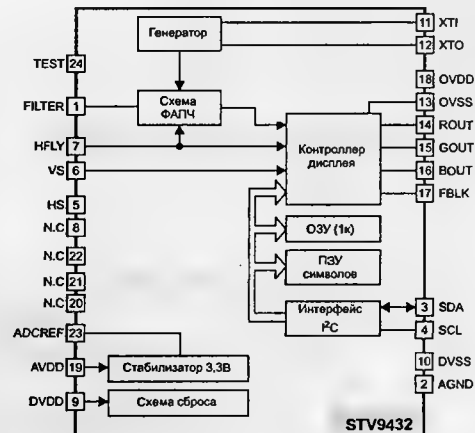 Генератор
XTI
11
XTO
12
TEST
24
OVDD
18
OVSS
13
FILTER
1
Схема
ФАПЧ
ROUT
14
HFLY
7
Контроллер
дисплея
GOUT
15
VS
6
BOUT
16
FBLK
17
HS
5
N.C
8
ОЗУ (1к)
N.C
22
ПЗУ
символов
N.C
21
N.C
20
Интерфейс
I²C
SDA
3
SCL
4
ADCREF
23
AVDD
19
Стабилизатор 3,3В
DVSS
10
AGND
2
DVDD
9
Схема сброса
STV9432